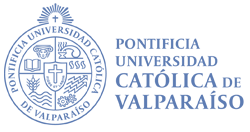 PONTIFICIA UNIVERSIDAD CATÓLICA
DE VALPARAÍSO
PONTIFICIA
UNIVERSIDAD
CATÓLICA DE
VALPARAÍSO